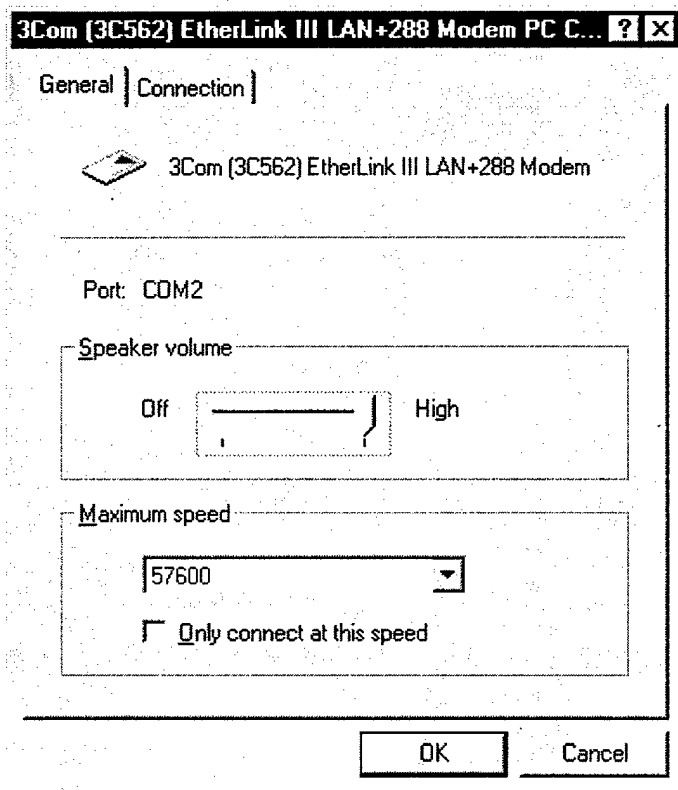 3Com (3C562) EtherLink III LAN+288 Modem PC C... ? X
General Connection
3Com (3C562) EtherLink III LAN+288 Modem
Port: COM2
Speaker volume
Off High
Maximum speed
57600
Only connect at this speed
OK Cancel